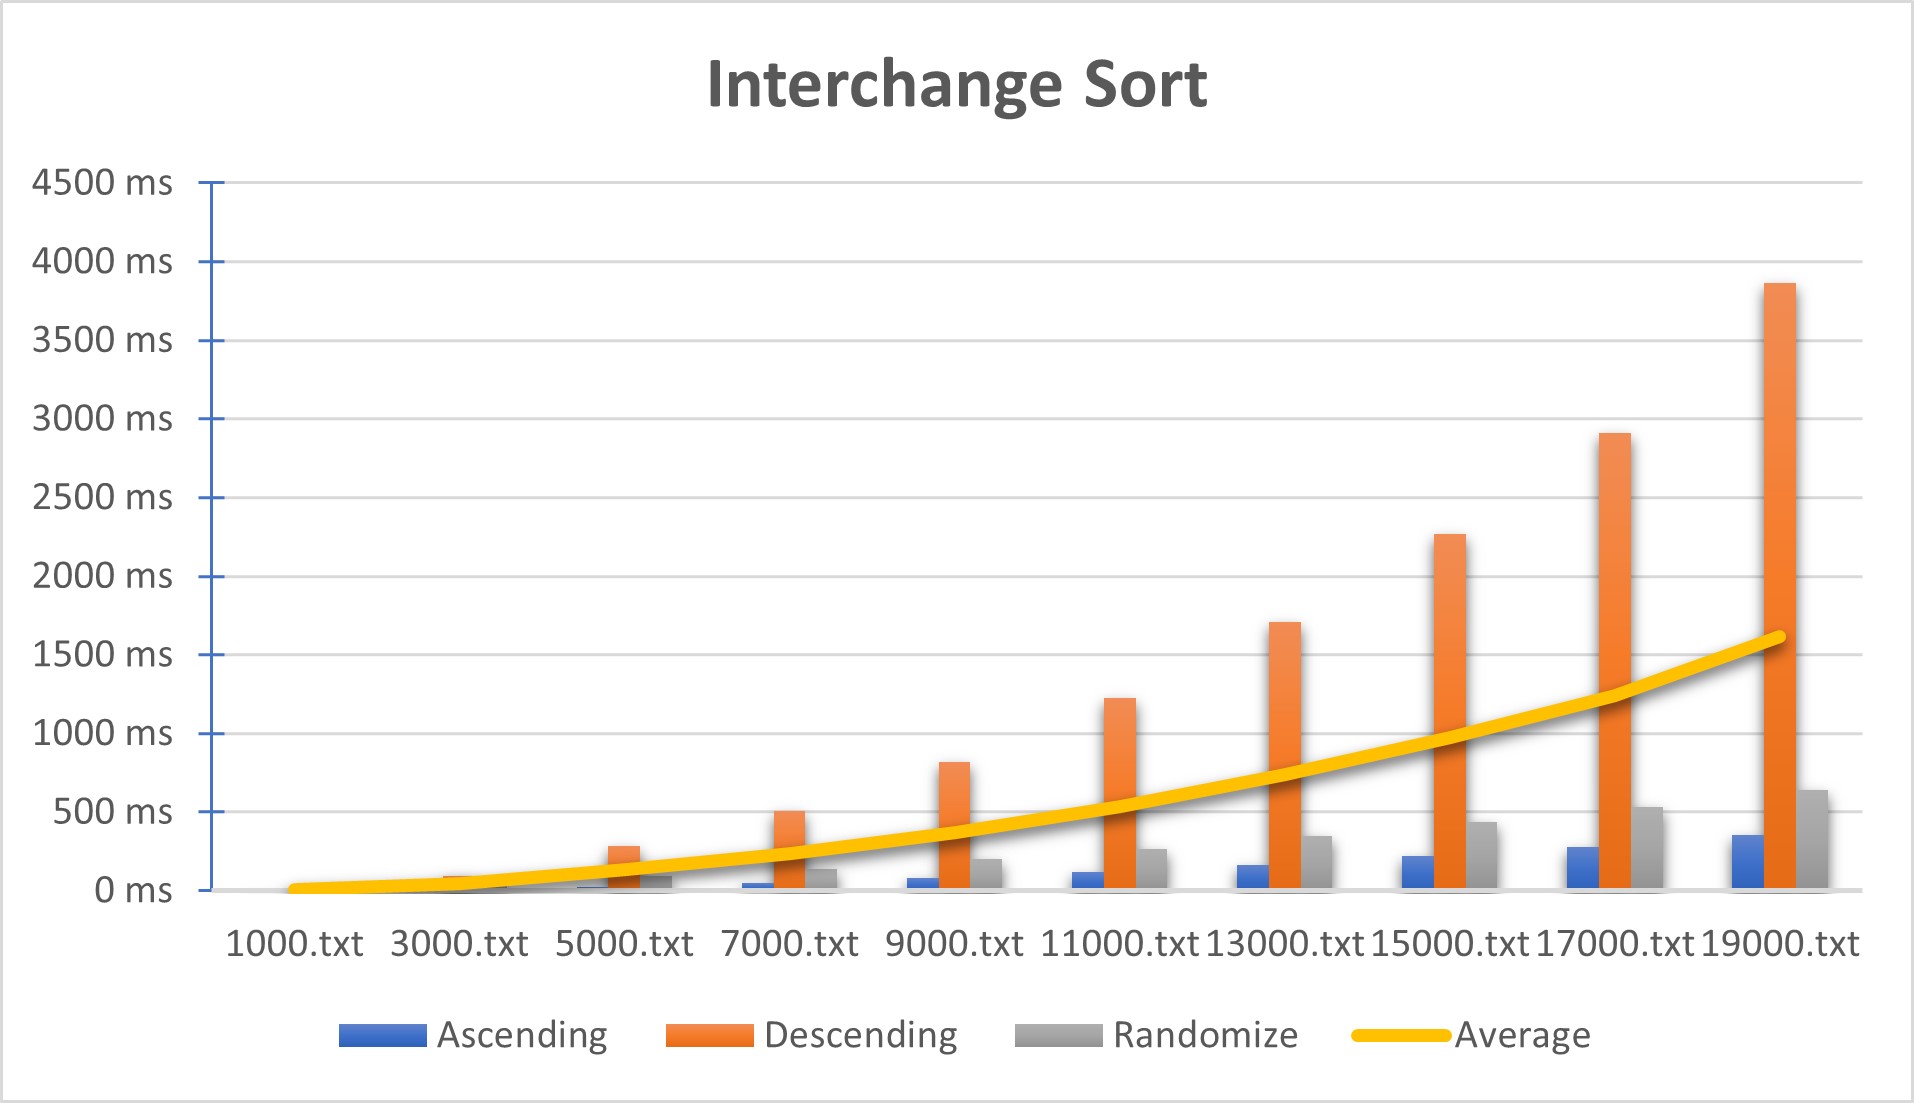 Interchange Sort
4500 ms
4000 ms
3500 ms
3000 ms
2500 ms
2000 ms
1500 ms
1000 ms
500 ms
0 ms
1000.txt 3000.txt 5000.txt 7000.txt 9000.txt 11000.txt 13000.txt 15000.txt 17000.txt 19000.txt
Ascending Descending Randomize Average